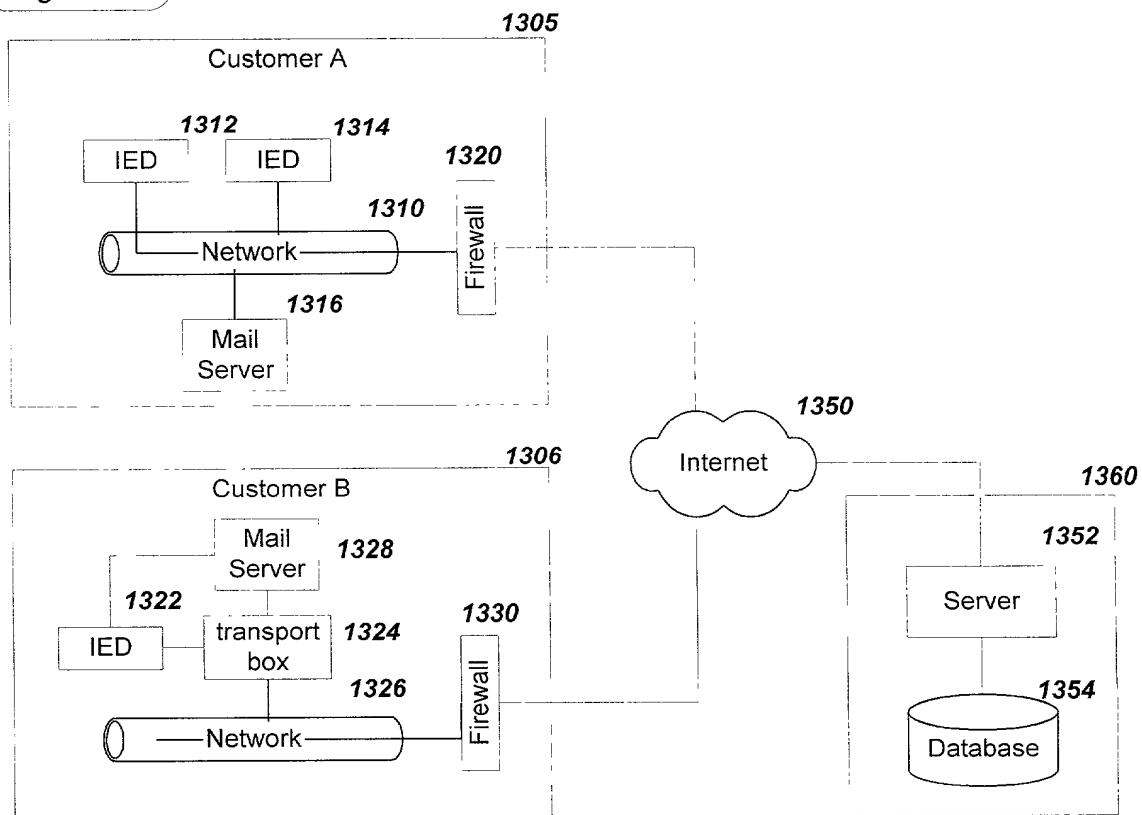 1305
Customer A
1312
1314
IED
IED
1320
1310
Network
Firewall
1316
Mail
Server
1350
Internet
1306
Customer B
Mail
Server
1328
1322
IED
transport
box
1324
1330
1326
Network
Firewall
1360
1352
Server
1354
Database